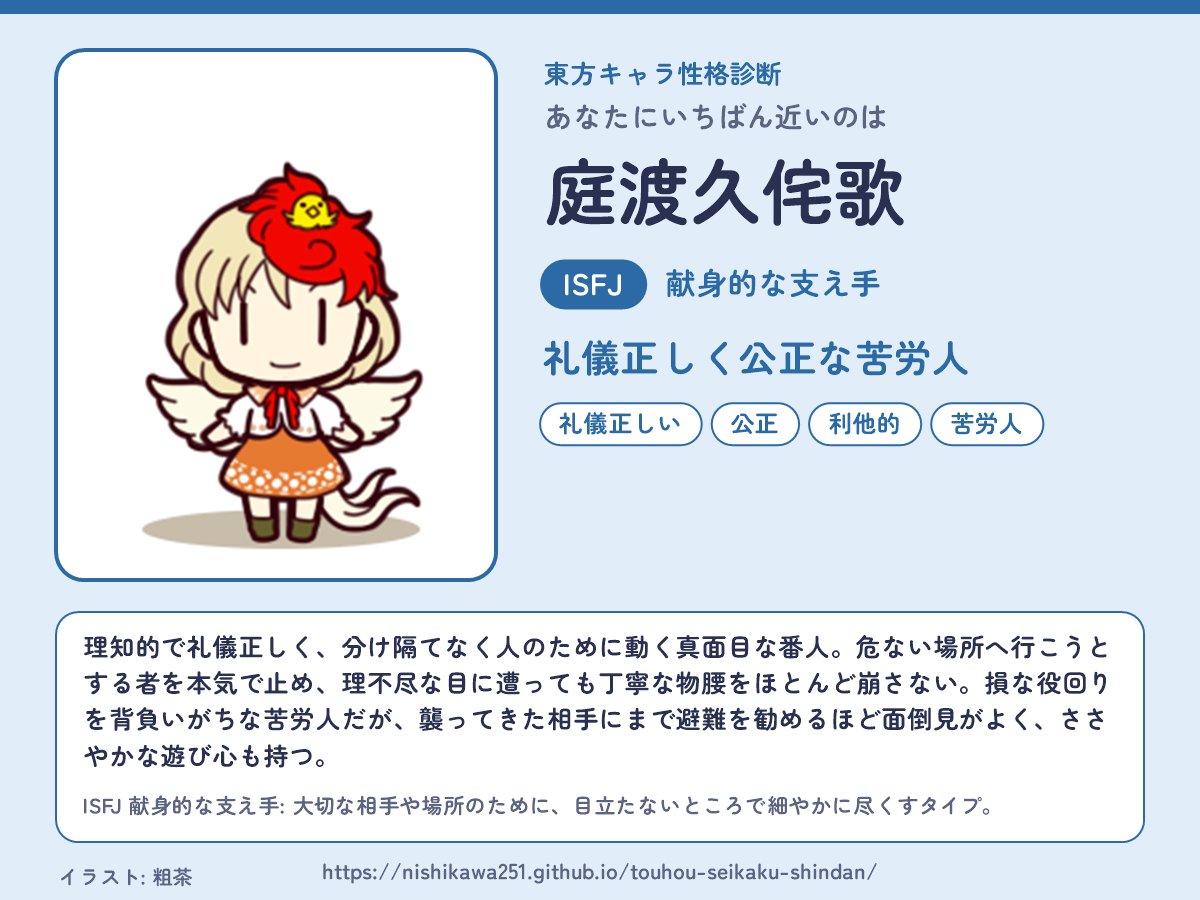 東方キャラ性格診断
あなたにいちばん近いのは
庭渡久侘歌
ISFJ 献身的な支え手
礼儀正しく公正な苦労人
礼儀正しい 公正 利他的 苦労人
理知的で礼儀正しく、分け隔てなく人のために動く真面目な番人。危ない場所へ行こうと
する者を本気で止め、理不尽な目に遭っても丁寧な物腰をほとんど崩さない。損な役回り
を背負いがちな苦労人だが、襲ってきた相手にまで避難を勧めるほど面倒見がよく、ささ
やかな遊び心も持つ。
ISFJ 献身的な支え手: 大切な相手や場所のために、目立たないところで細やかに尽くすタイプ。
イラスト: 粗茶
https://nishikawa251.github.io/touhou-seikaku-shindan/